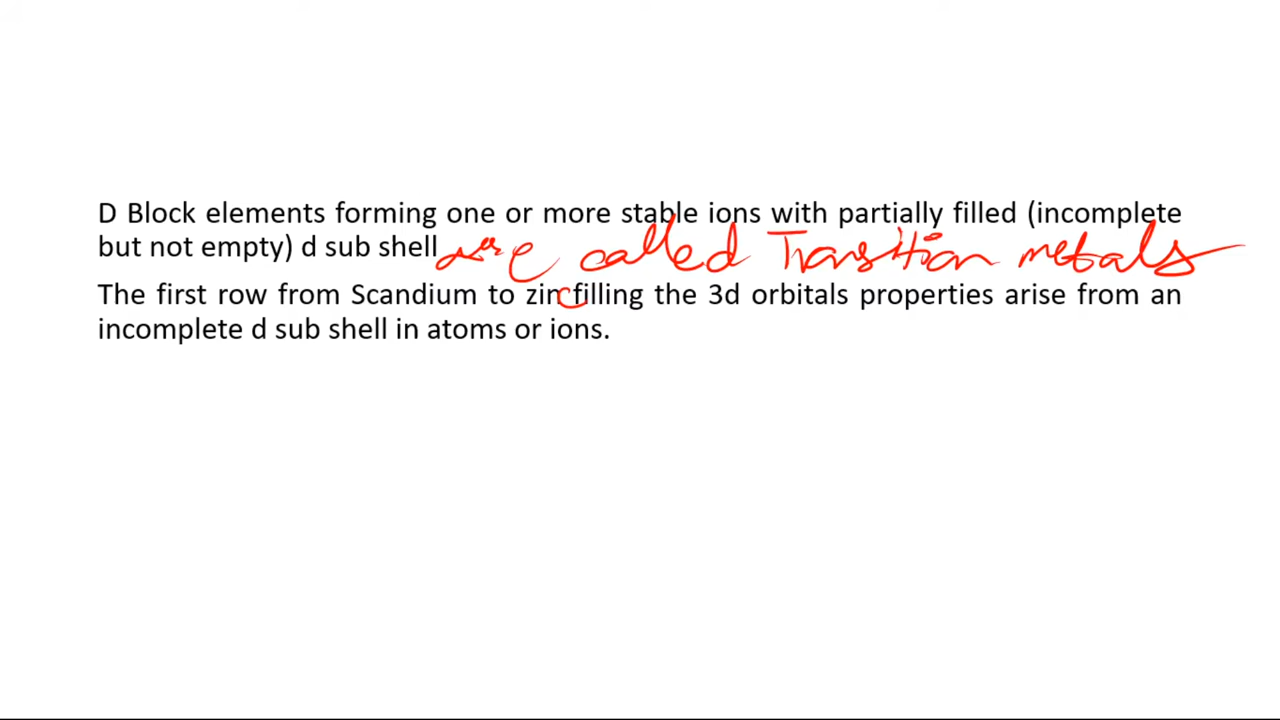 D Block elements forming one or more stable ions with partially filled (incomplete
but not empty) d sub shell are called Transition metals
The first row from Scandium to zinc filling the 3d orbitals properties arise from an
incomplete d sub shell in atoms or ions.